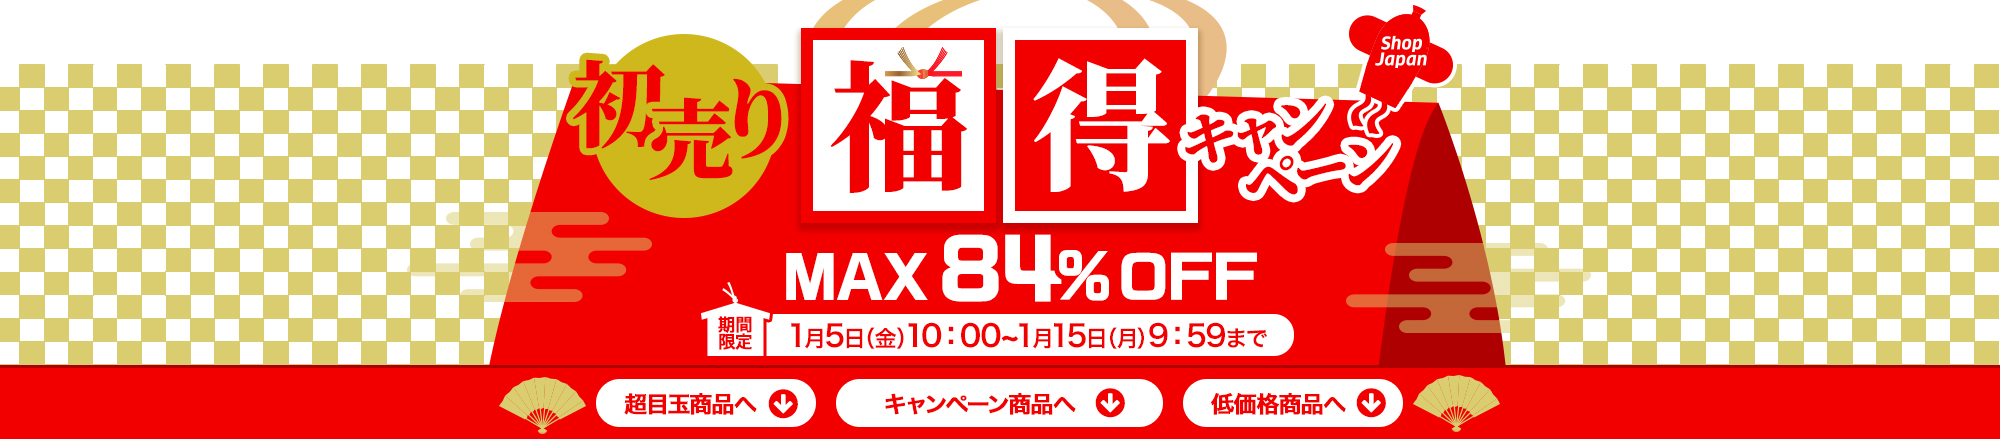 初売り
福得
キャンペーン
Shop
Japan
MAX 84% OFF
期間
限定
1月5日(金)10:00~1月15日(月)9:59まで
超目玉商品へ
キャンペーン商品へ
低価格商品へ